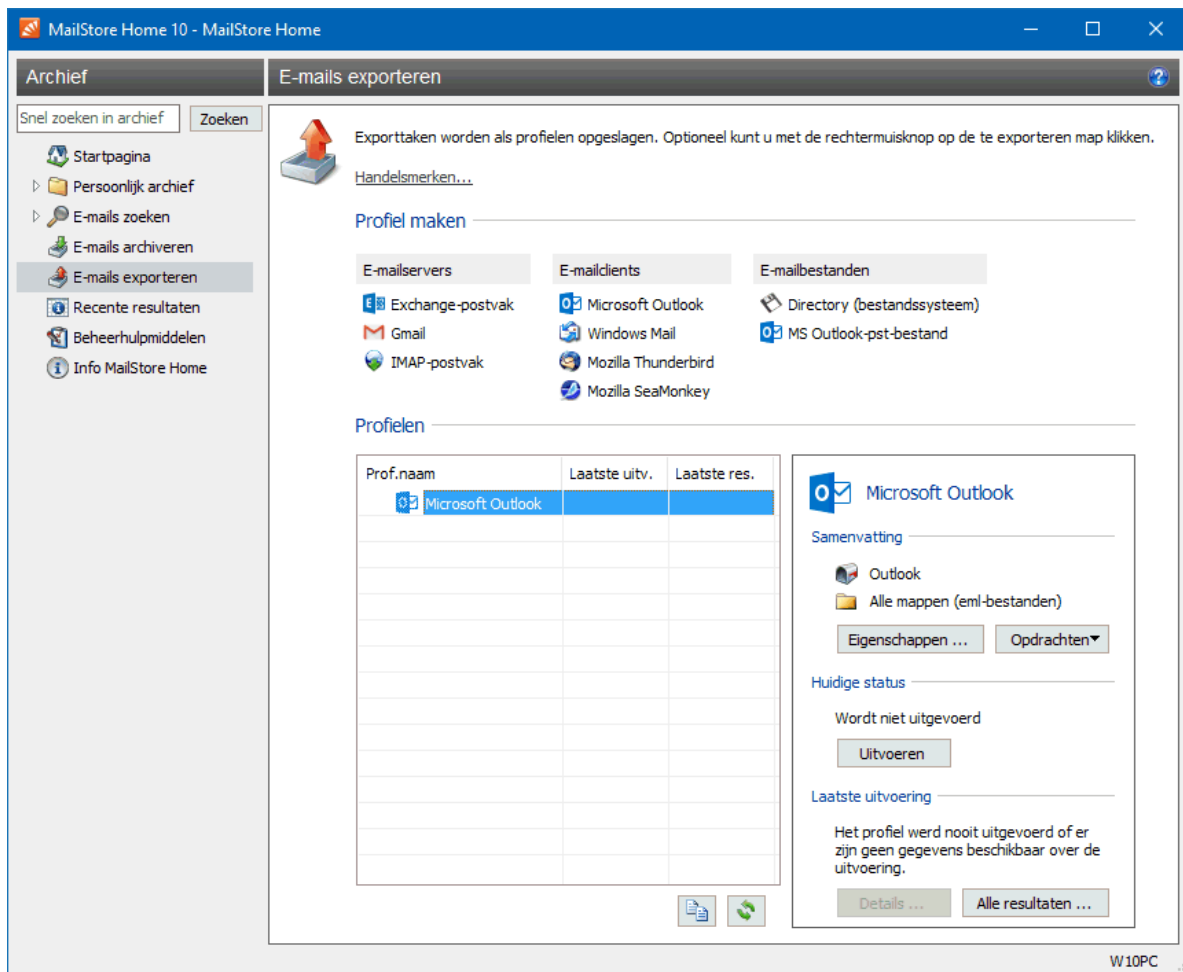 MailStore Home 10 - MailStore Home
Archief
E-mails exporteren
Snel zoeken in archief
Zoeken
Startpagina
Persoonlijk archief
E-mails zoeken
E-mails archiveren
E-mails exporteren
Recente resultaten
Beheerhulpmiddelen
Info MailStore Home
Exporttaken worden als profielen opgeslagen. Optioneel kunt u met de rechtermuisknop op de te exporteren map klikken.
Handelsmerken...
Profiel maken
E-mailservers
Exchange-postvak
Gmail
IMAP-postvak
E-mailclients
Microsoft Outlook
Windows Mail
Mozilla Thunderbird
Mozilla SeaMonkey
E-mailbestanden
Directory (bestandssysteem)
MS Outlook-pst-bestand
Profielen
Prof.naam Laatste uitv. Laatste res.
Microsoft Outlook
Microsoft Outlook
Samenvatting
Outlook
Alle mappen (eml-bestanden)
Eigenschappen ... Opdrachten
Huidige status
Wordt niet uitgevoerd
Uitvoeren
Laatste uitvoering
Het profiel werd nooit uitgevoerd of er
zijn geen gegevens beschikbaar over de
uitvoering.
Details ... Alle resultaten ...
W10PC